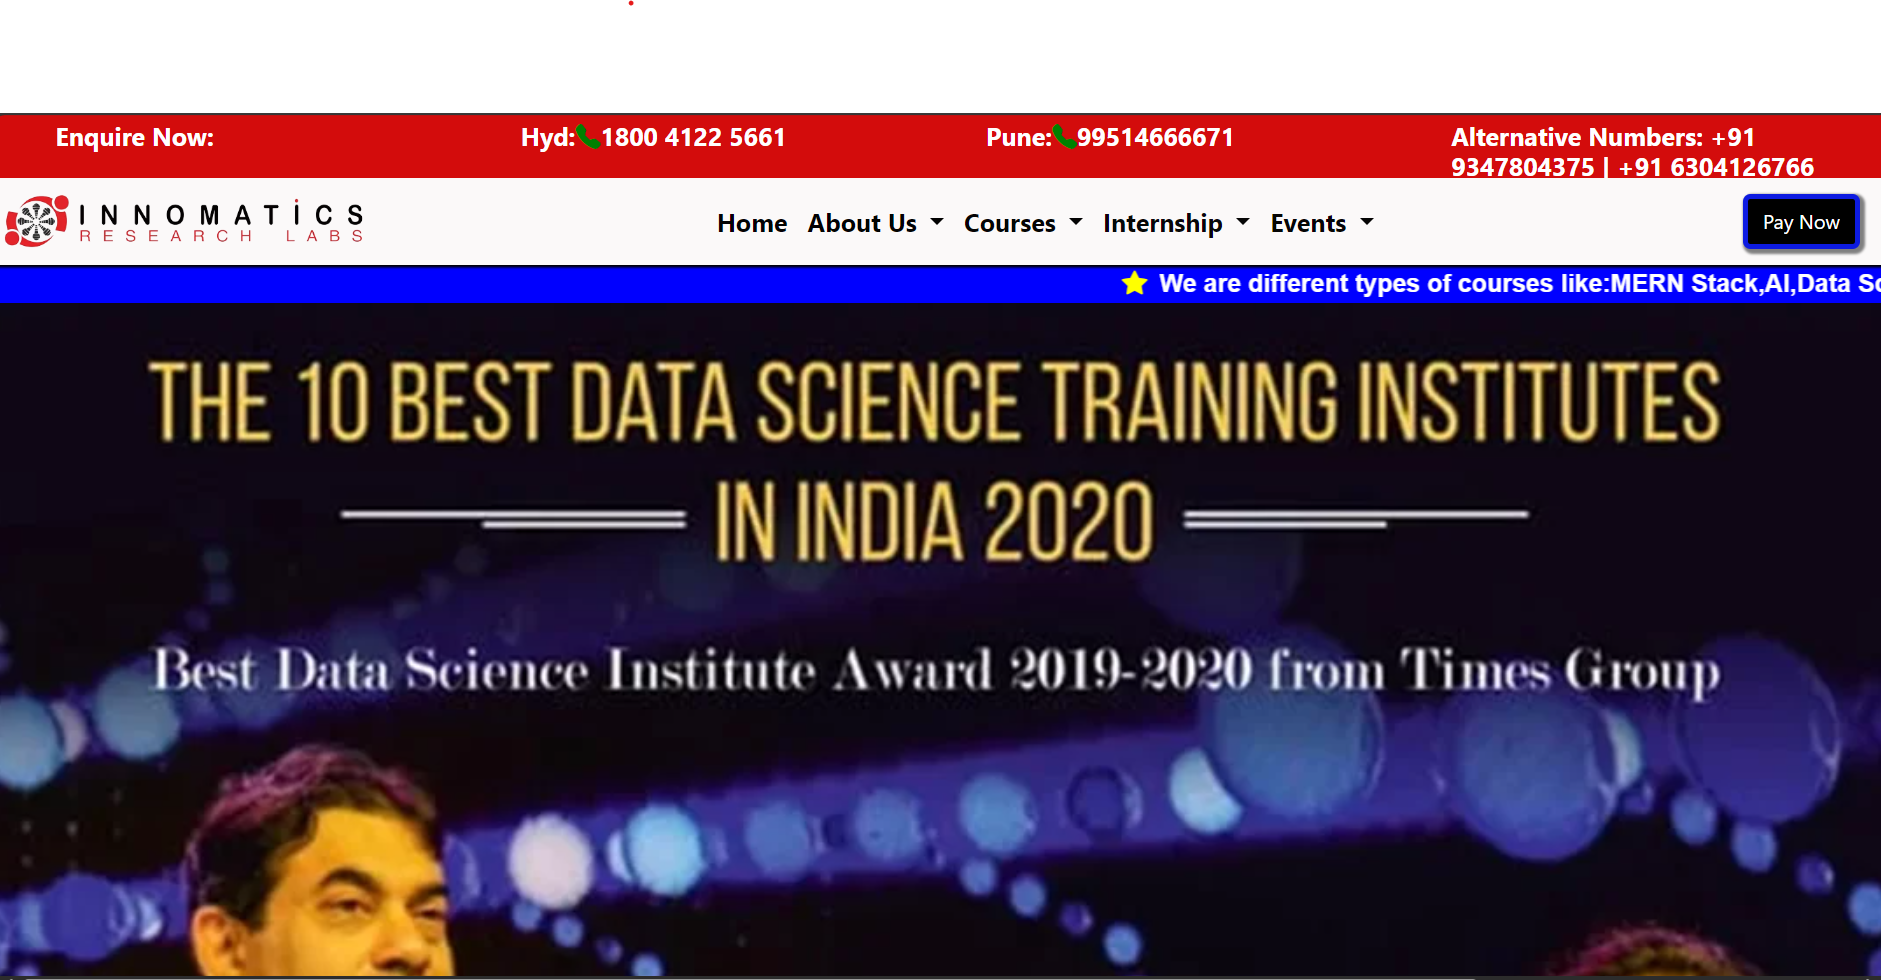 Enquire Now:
Hyd:📞1800 4122 5661
Pune:📞99514666671
Alternative Numbers: +91
9347804375 | +91 6304126766
INNOMATiCS
RESEARCH LABS
Home About Us Courses Internship Events
Pay Now
We are different types of courses like:MERN Stack,AI,Data
THE 10 BEST DATA SCIENCE TRAINING INSTITUTES
IN INDIA 2020
Best Data Science Institute Award 2019-2020 from Times Group